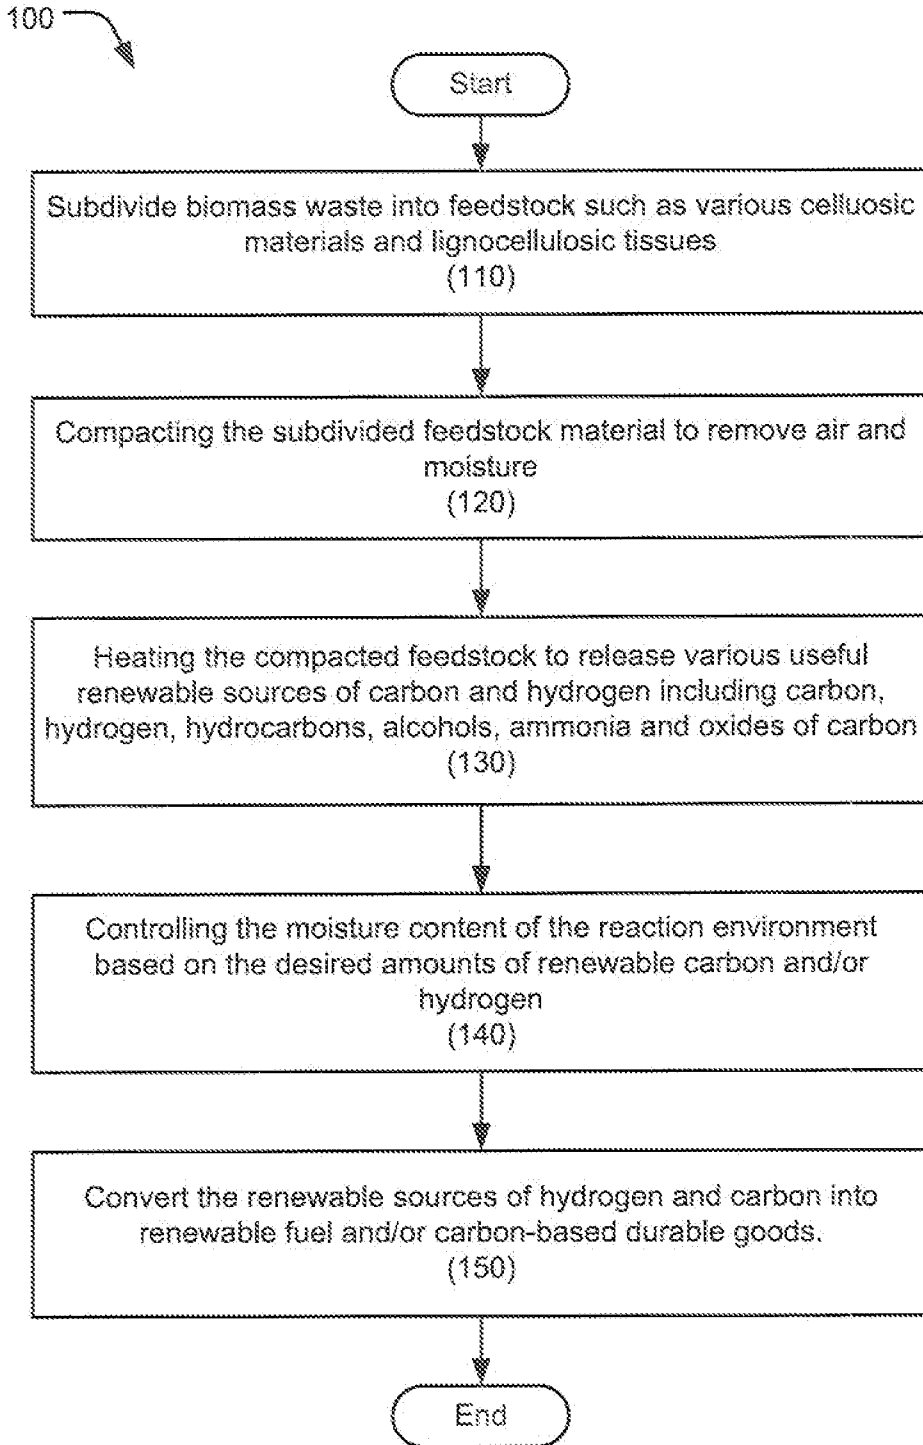 100
Start
Subdivide biomass waste into feedstock such as various celluosic
materials and lignocellulosic tissues
(110)
Compacting the subdivided feedstock material to remove air and
moisture
(120)
Heating the compacted feedstock to release various useful
renewable sources of carbon and hydrogen including carbon,
hydrogen, hydrocarbons, alcohols, ammonia and oxides of carbon
(130)
Controlling the moisture content of the reaction environment
based on the desired amounts of renewable carbon and/or
hydrogen
(140)
Convert the renewable sources of hydrogen and carbon into
renewable fuel and/or carbon-based durable goods.
(150)
End